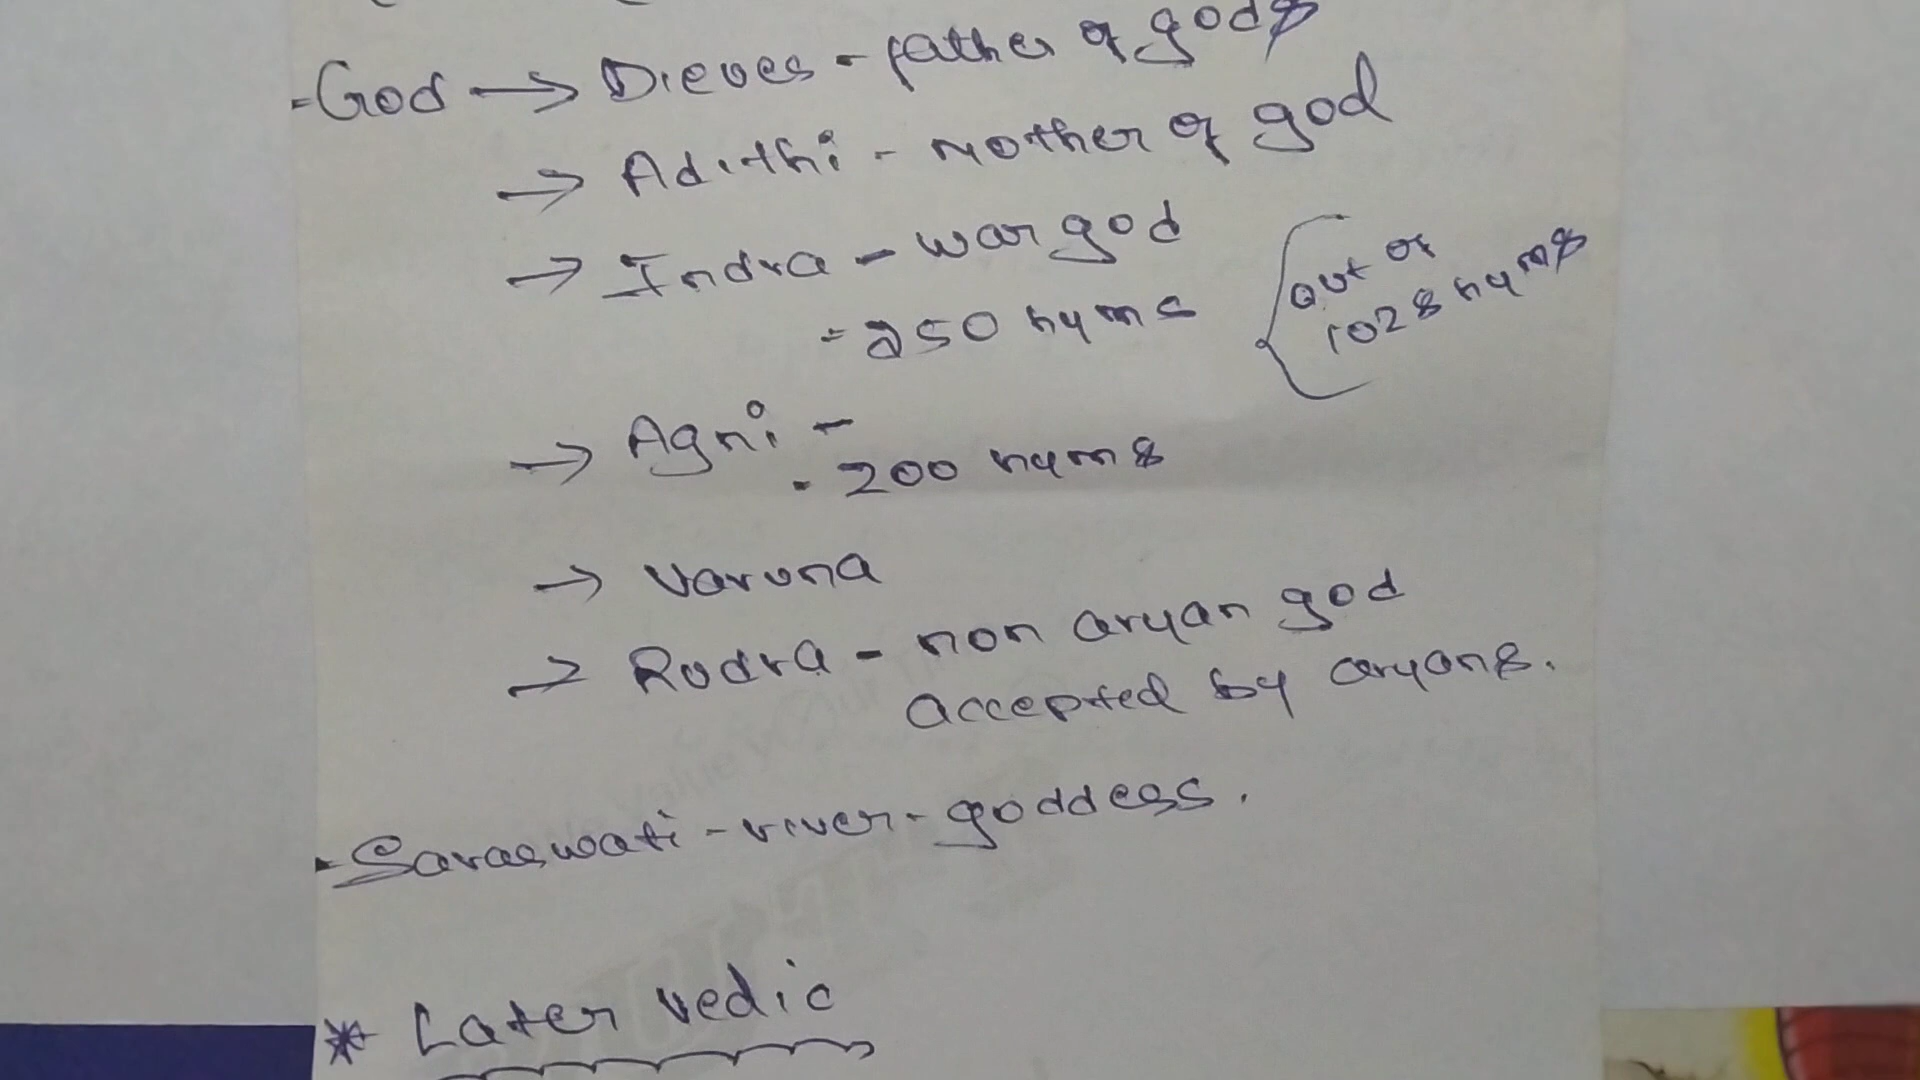 - God → Dieves - father of gods
→ Adithi - mother of god
→ Indra - war god
- 250 hyms { out of
1028 hyms
→ Agni -
- 200 hyms
→ Varuna
→ Rudra - non aryan god
accepted by aryans.
- Saraswati - river - goddess.
* Later vedic